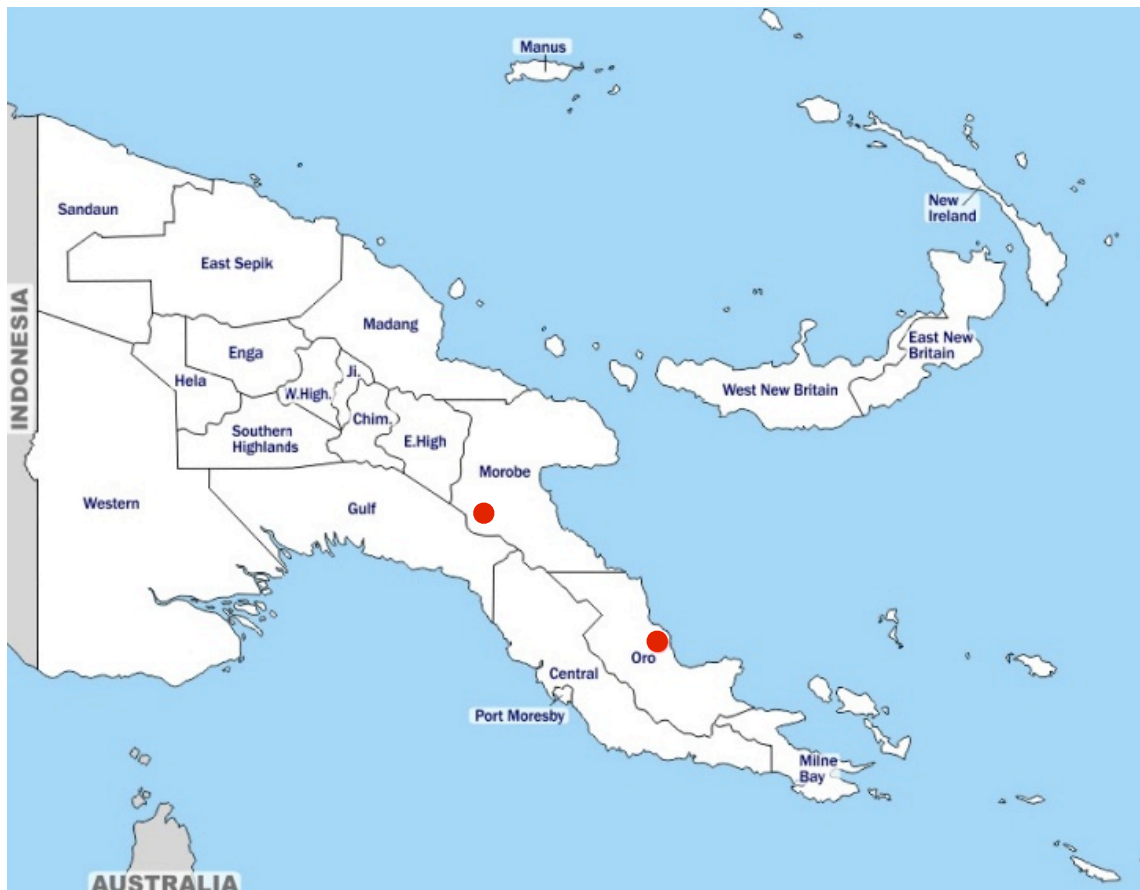 Manus
New
Ireland
Sandaun
East Sepik
INDONESIA
Madang
East New
Britain
Enga
Hela
Ji.
W.High.
West New Britain
Chim.
Southern
Highlands
E.High
Morobe
Western
Gulf
Oro
Central
Port Moresby
Milne
Bay
AUSTRALIA